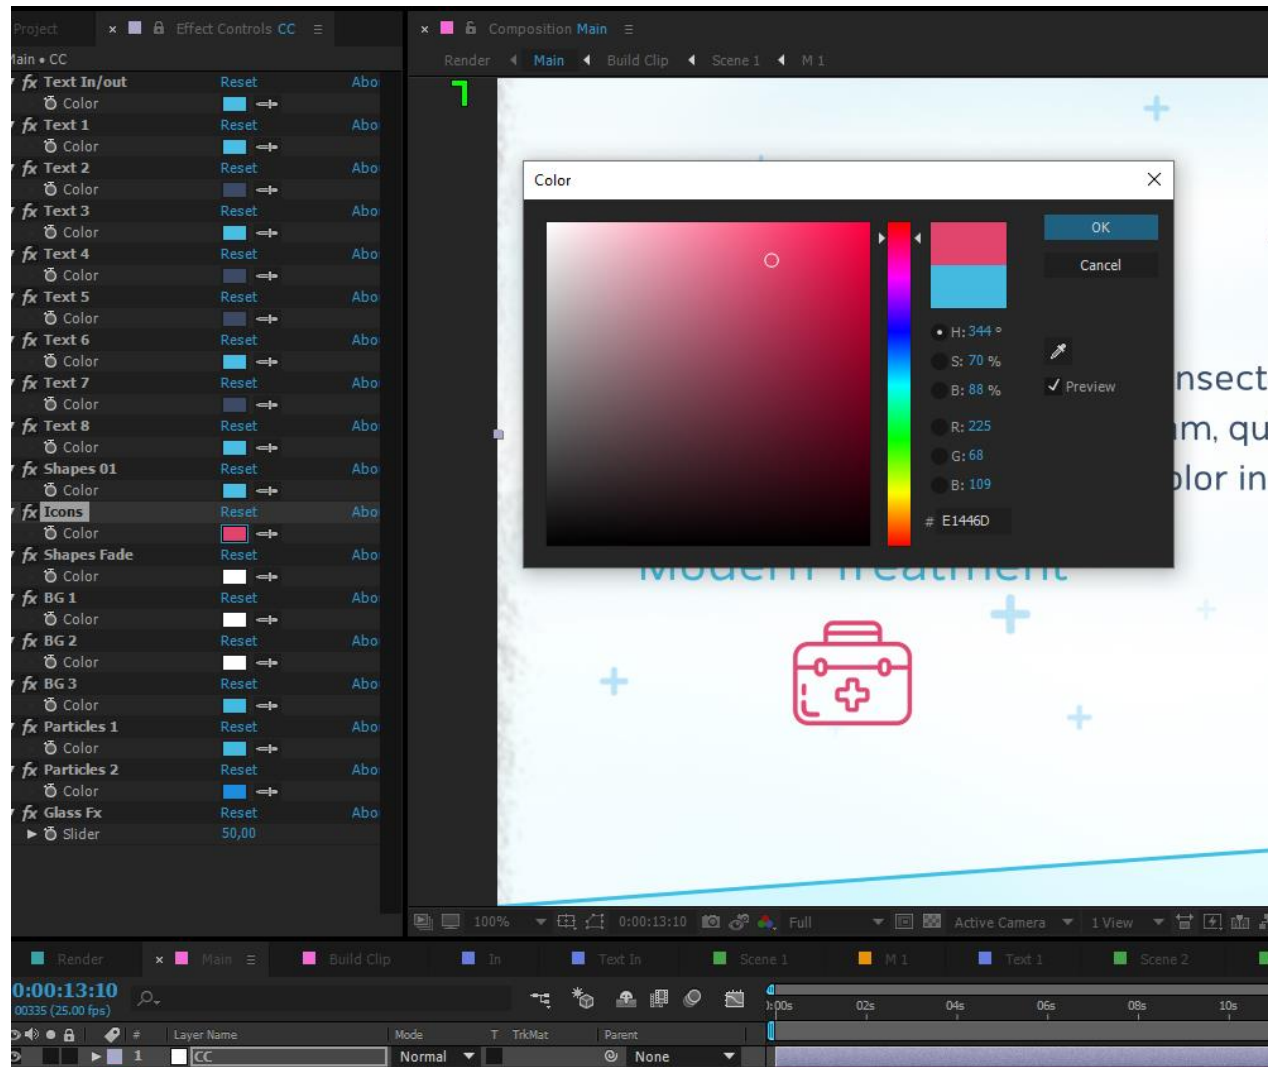 Project × Effect Controls CC
Main • CC
fx Text In/out Reset Abo
Color
fx Text 1 Reset Abo
Color
fx Text 2 Reset Abo
Color
fx Text 3 Reset Abo
Color
fx Text 4 Reset Abo
Color
fx Text 5 Reset Abo
Color
fx Text 6 Reset Abo
Color
fx Text 7 Reset Abo
Color
fx Text 8 Reset Abo
Color
fx Shapes 01 Reset Abo
Color
fx Icons Reset Abo
Color
fx Shapes Fade Reset Abo
Color
fx BG 1 Reset Abo
Color
fx BG 2 Reset Abo
Color
fx BG 3 Reset Abo
Color
fx Particles 1 Reset Abo
Color
fx Particles 2 Reset Abo
Color
fx Glass Fx Reset Abo
Slider 50,00
× Composition Main
Render Main Build Clip Scene 1 M 1
Color
OK
Cancel
H: 344 °
S: 70 %
B: 88 %
Preview
R: 225
G: 68
B: 109
# E1446D
nsect
m, qu
olor in
Modern Treatment
100% 0:00:13:10 Full Active Camera 1 View
Render × Main Build Clip In Text In Scene 1 M 1 Text 1 Scene 2
0:00:13:10
00335 (25.00 fps)
:00s 02s 04s 06s 08s 10s
# Layer Name Mode T TrkMat Parent
1 CC Normal None